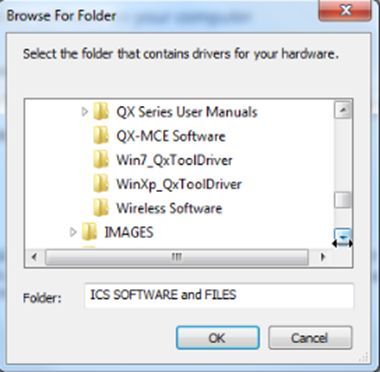 Browse For Folder
Select the folder that contains drivers for your hardware.
QX Series User Manuals
QX-MCE Software
Win7_QxToolDriver
WinXp_QxToolDriver
Wireless Software
IMAGES
Folder: ICS SOFTWARE and FILES
OK Cancel